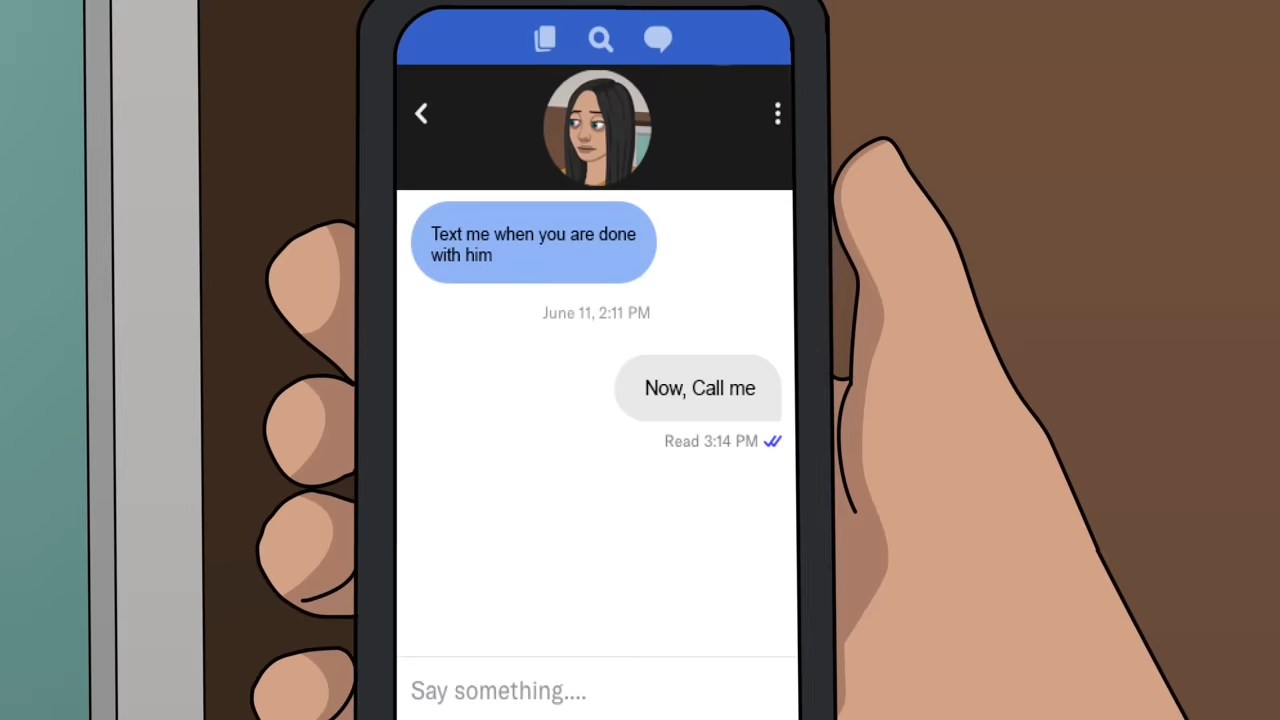 Text me when you are done
with him
June 11, 2:11 PM
Now, Call me
Read 3:14 PM
Say something....